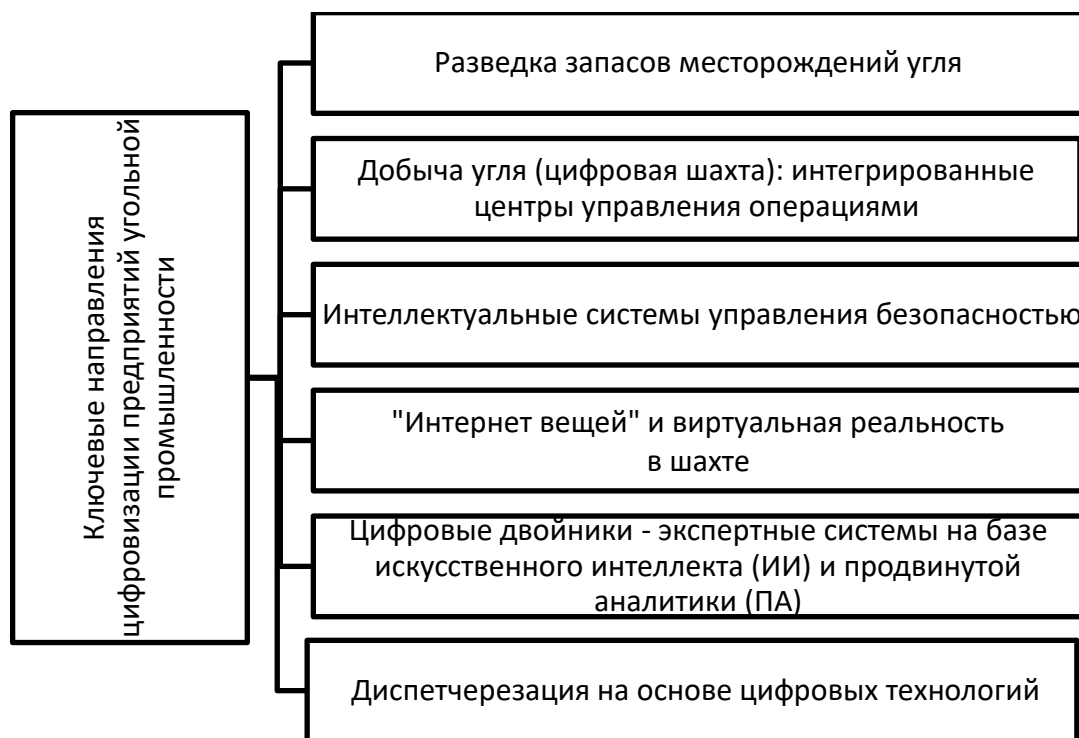 Ключевые направления
цифровизации предприятий угольной
промышленности
Разведка запасов месторождений угля
Добыча угля (цифровая шахта): интегрированные
центры управления операциями
Интеллектуальные системы управления безопасностью
"Интернет вещей" и виртуальная реальность
в шахте
Цифровые двойники - экспертные системы на базе
искусственного интеллекта (ИИ) и продвинутой
аналитики (ПА)
Диспетчерезация на основе цифровых технологий